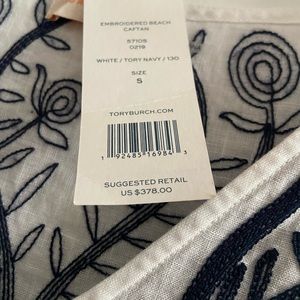 EMBROIDERED BEACH
CAFTAN
57105
0219
WHITE / TORY NAVY / 130
SIZE
S
TORYBURCH.COM
1 92485 16984 3
SUGGESTED RETAIL
US $378.00